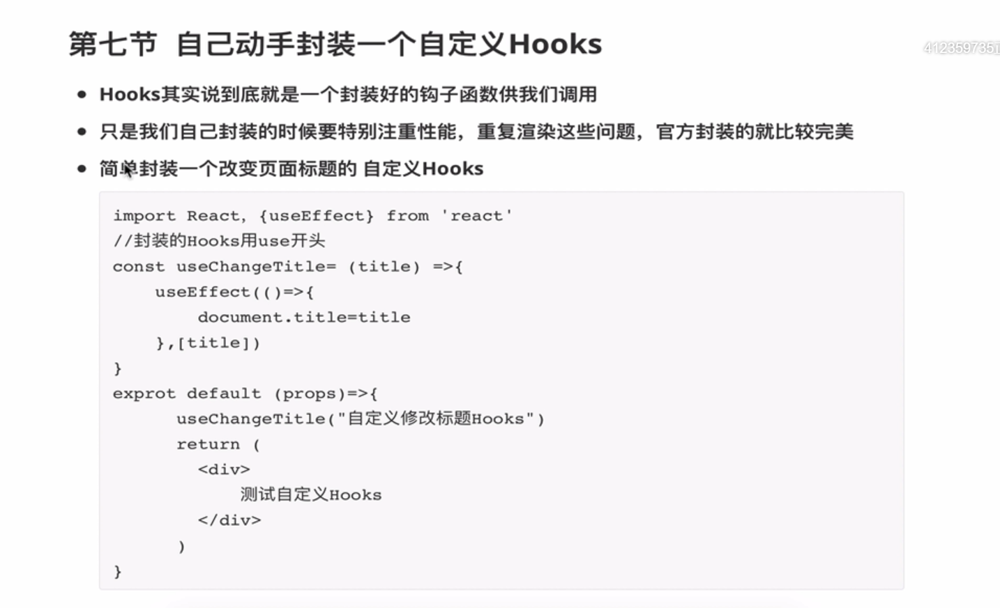 第七节 自己动手封装一个自定义Hooks
412359735
Hooks其实说到底就是一个封装好的钩子函数供我们调用
只是我们自己封装的时候要特别注重性能，重复渲染这些问题，官方封装的就比较完美
简单封装一个改变页面标题的 自定义Hooks
import React, {useEffect} from 'react'
//封装的Hooks用use开头
const useChangeTitle= (title) =>{
    useEffect(()=>{
        document.title=title
    },[title])
}
exprot default (props)=>{
      useChangeTitle("自定义修改标题Hooks")
      return (
        <div>
            测试自定义Hooks
        </div>
      )
}